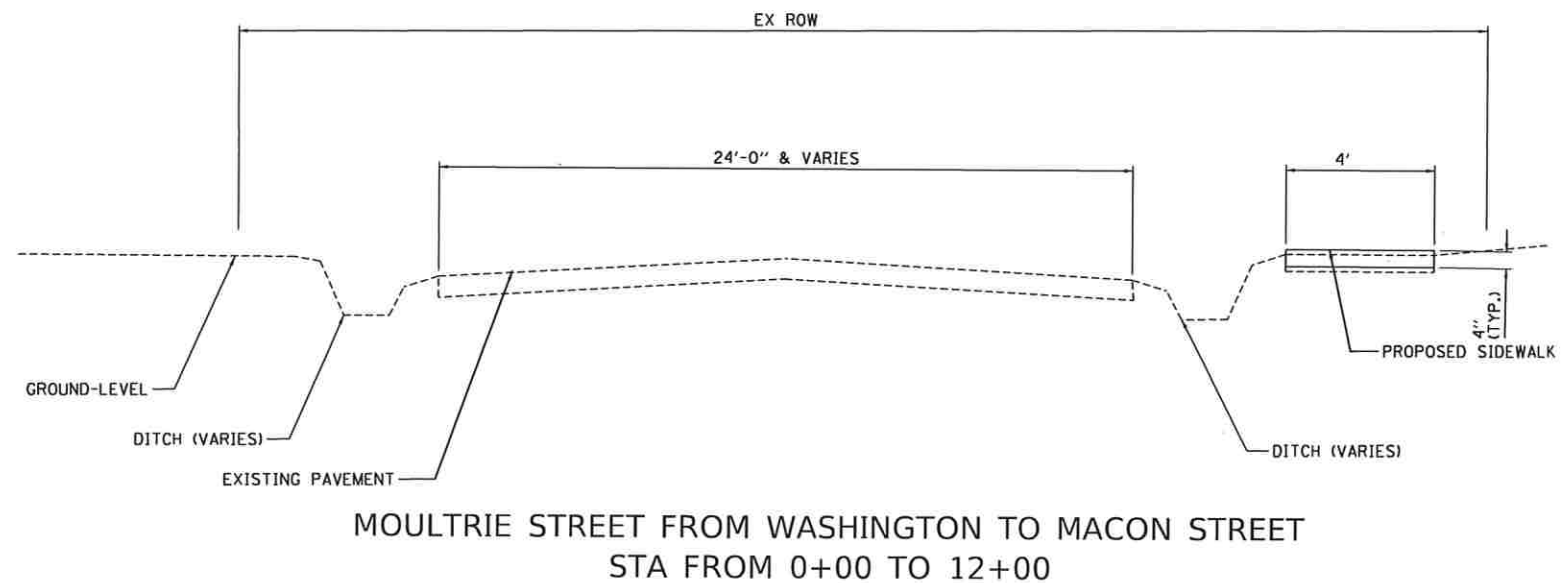 EX ROW
24'-0" & VARIES
4'
4"
(TYP.)
PROPOSED SIDEWALK
GROUND-LEVEL
DITCH (VARIES)
DITCH (VARIES)
EXISTING PAVEMENT
MOULTRIE STREET FROM WASHINGTON TO MACON STREET
STA FROM 0+00 TO 12+00